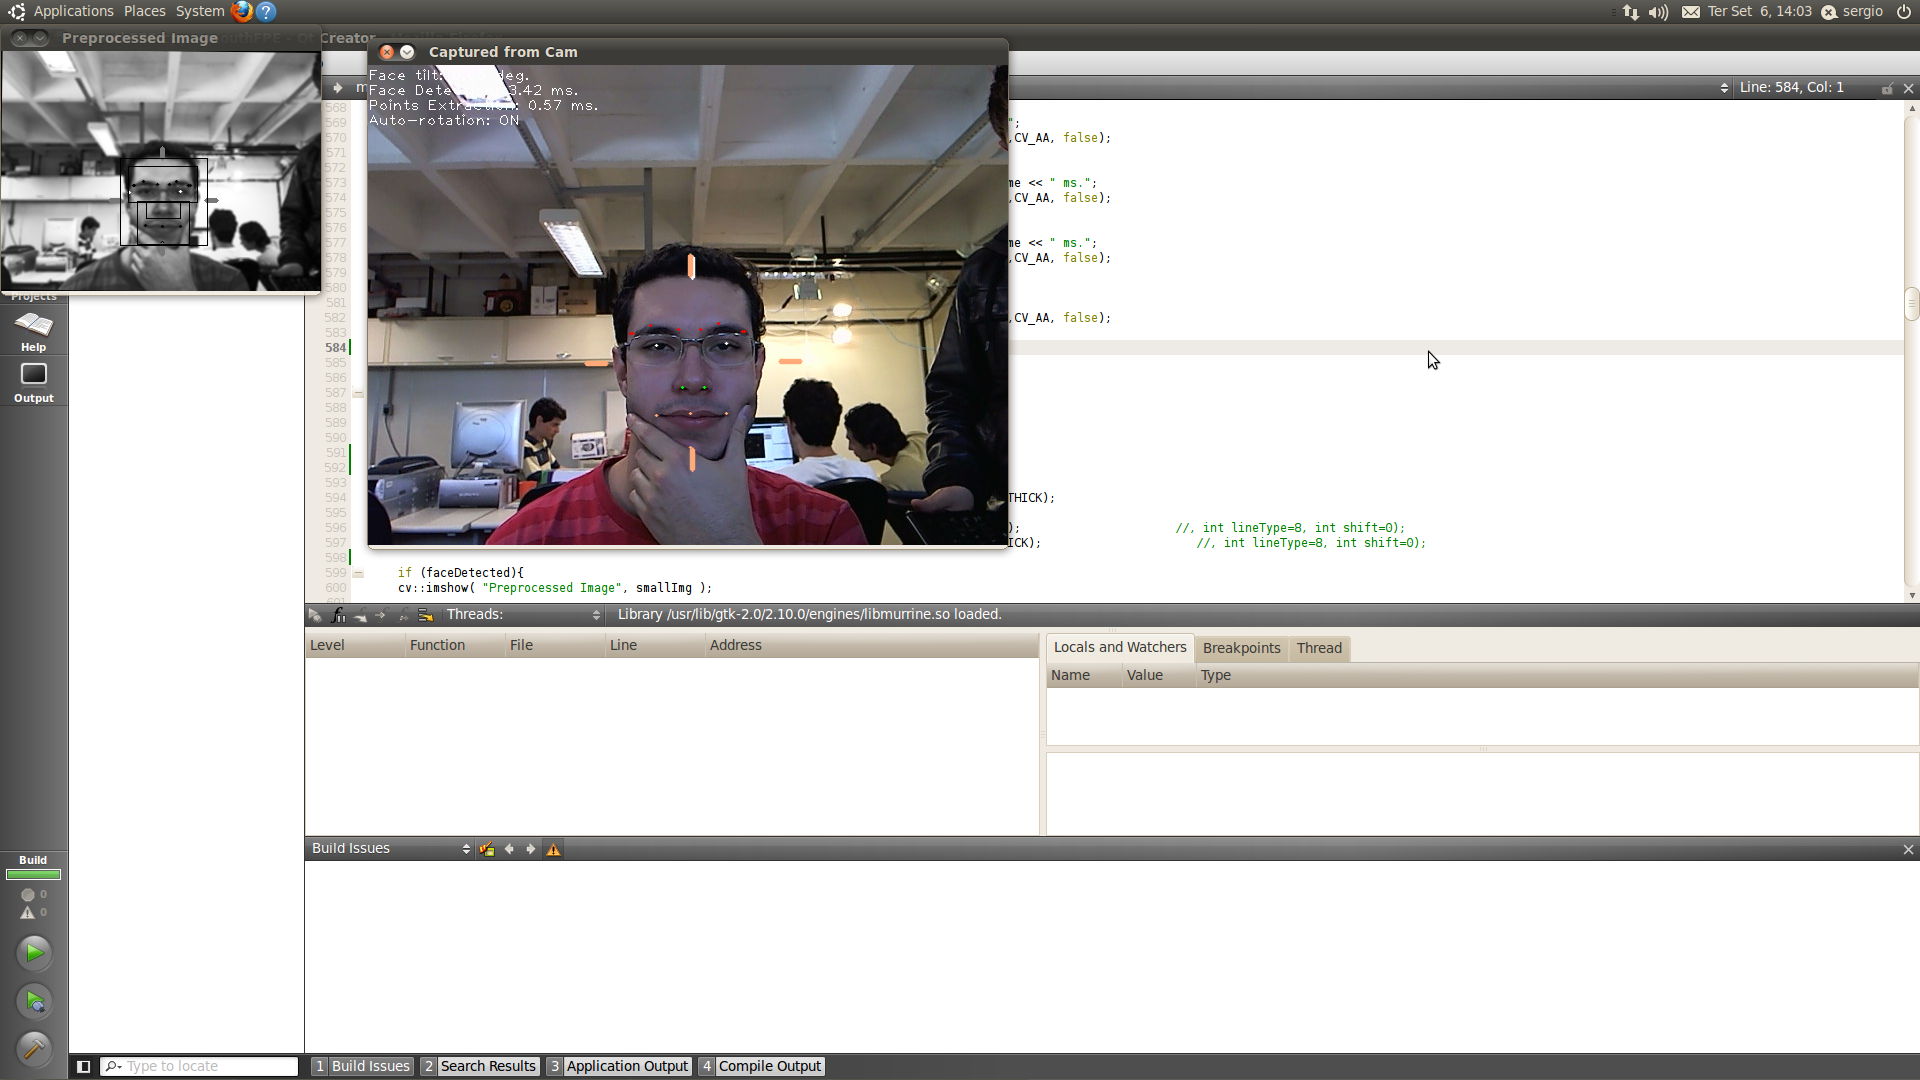 Applications Places System
Ter Set 6, 14:03 sergio
Preprocessed Image
Creator
Captured from Cam
Face tilt: deg.
3.42 ms.
Points Extraction: 0.57 ms.
Auto-rotation: ON
Line: 584, Col: 1
568
569 ";
570 ,CV_AA, false);
571
572
573 me << " ms.";
574 ,CV_AA, false);
575
576
577 me << " ms.";
578 ,CV_AA, false);
579
580
581
582 ,CV_AA, false);
583
584
585
586
587
588
589
590
591
592
593
594 THICK);
595
596 ); //, int lineType=8, int shift=0);
597 ICK); //, int lineType=8, int shift=0);
598
599 if (faceDetected){
600 cv::imshow( "Preprocessed Image", smallImg );
Projects
Help
Output
Threads: Library /usr/lib/gtk-2.0/2.10.0/engines/libmurrine.so loaded.
Level Function File Line Address
Locals and Watchers Breakpoints Thread
Name Value Type
Build Issues
Build
0
0
Type to locate
1 Build Issues 2 Search Results 3 Application Output 4 Compile Output